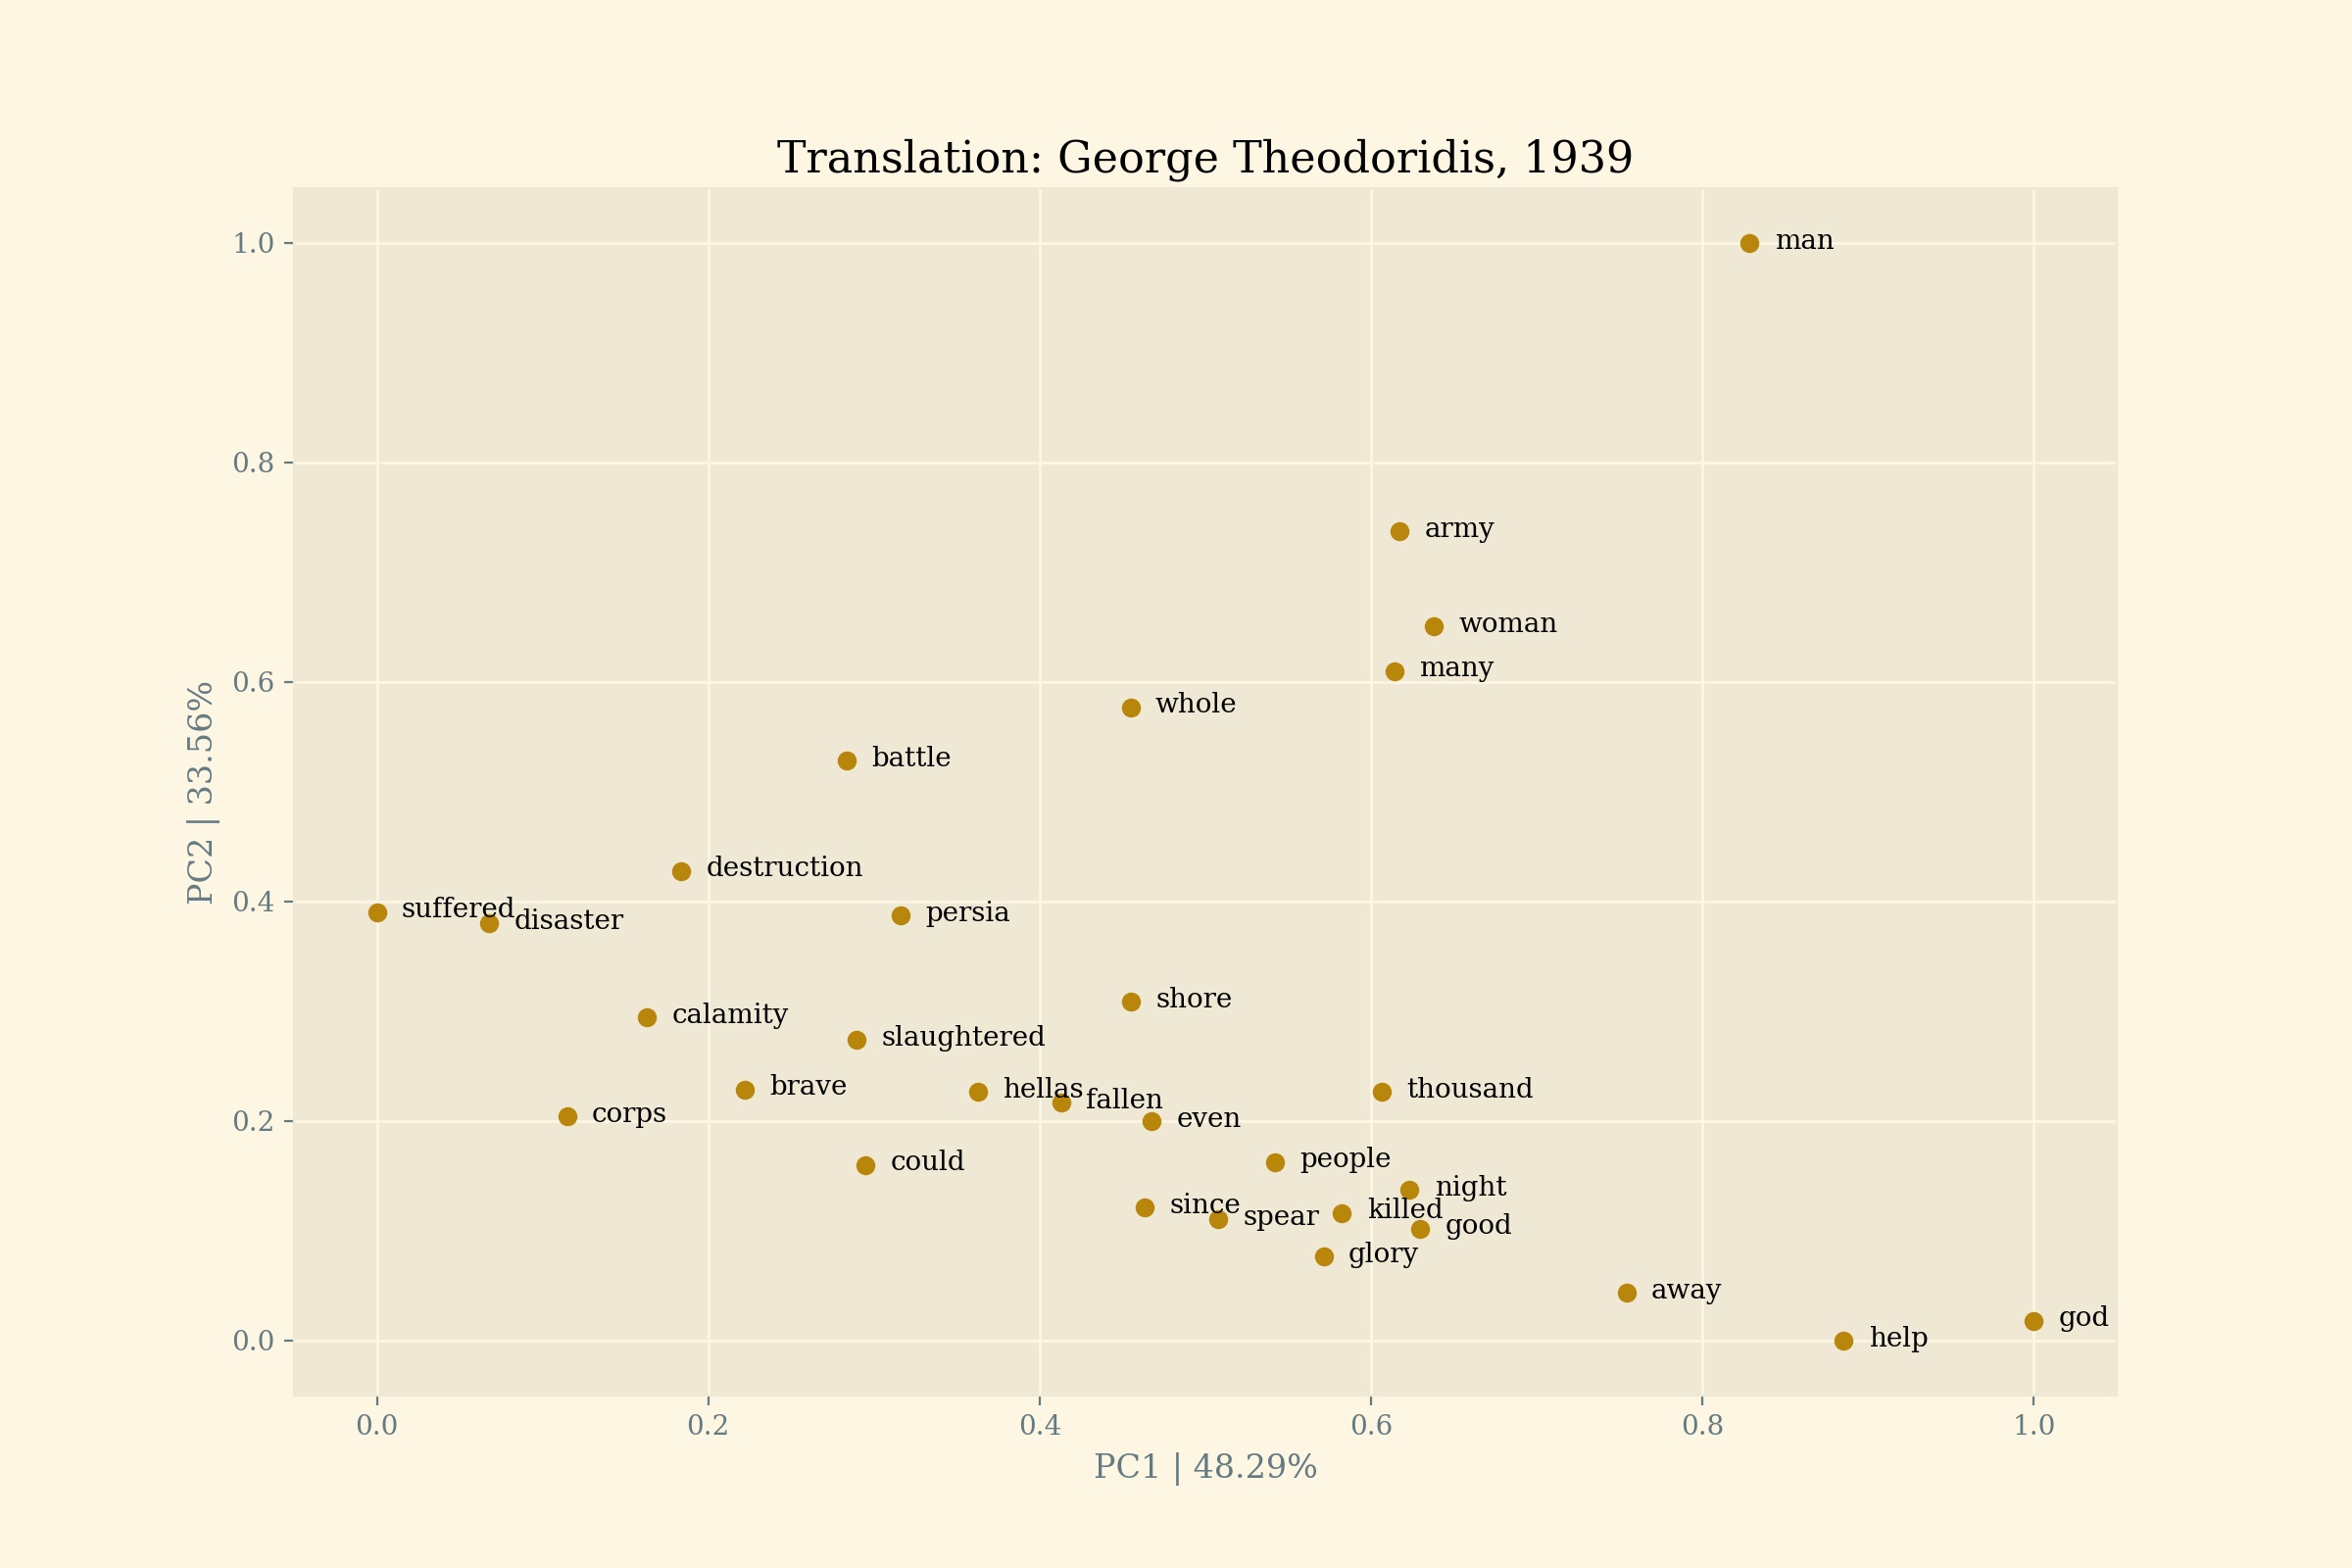 Translation: George Theodoridis, 1939
1.0
man
0.8
army
woman
many
0.6
whole
battle
destruction
0.4
suffered
disaster
persia
shore
calamity
slaughtered
brave
hellas
fallen
thousand
corps
even
0.2
could
people
night
since
killed
spear
good
glory
away
god
help
0.0
PC2 | 33.56%
0.0 0.2 0.4 0.6 0.8 1.0
PC1 | 48.29%